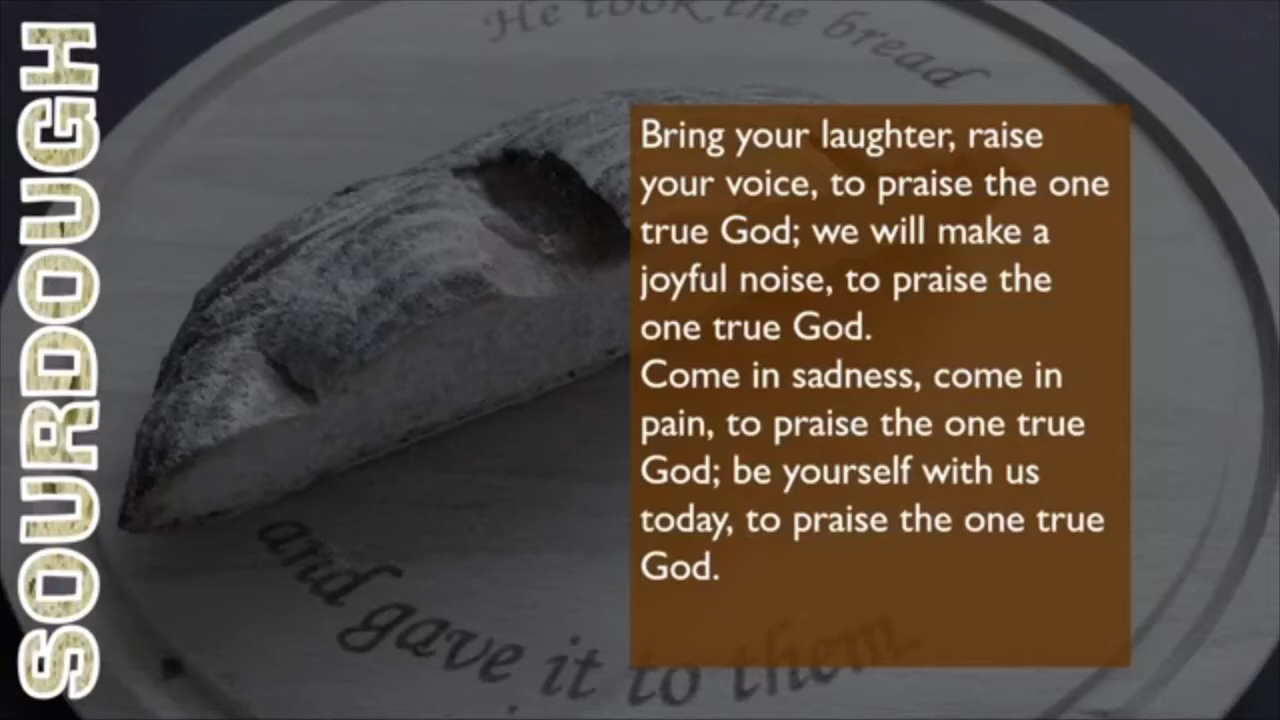 SOURDOUGH
He took the bread
Bring your laughter, raise
your voice, to praise the one
true God; we will make a
joyful noise, to praise the
one true God.
Come in sadness, come in
pain, to praise the one true
God; be yourself with us
today, to praise the one true
God.
and gave it to them